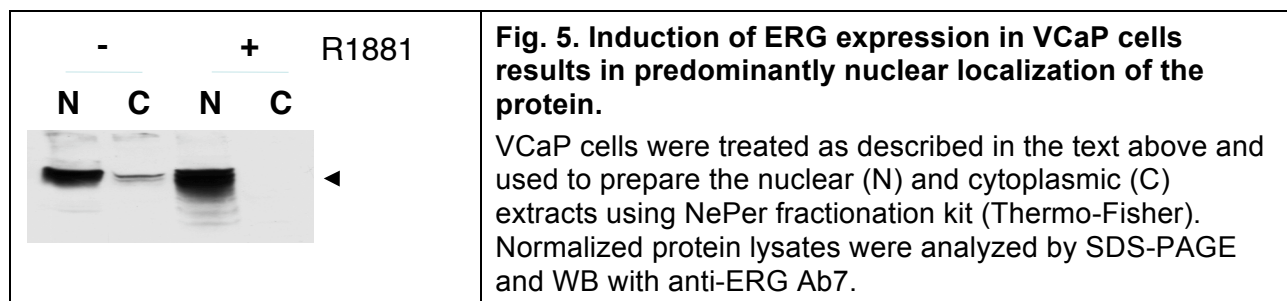 - + R1881
N C N C
Fig. 5. Induction of ERG expression in VCaP cells
results in predominantly nuclear localization of the
protein.
VCaP cells were treated as described in the text above and
used to prepare the nuclear (N) and cytoplasmic (C)
extracts using NePer fractionation kit (Thermo-Fisher).
Normalized protein lysates were analyzed by SDS-PAGE
and WB with anti-ERG Ab7.